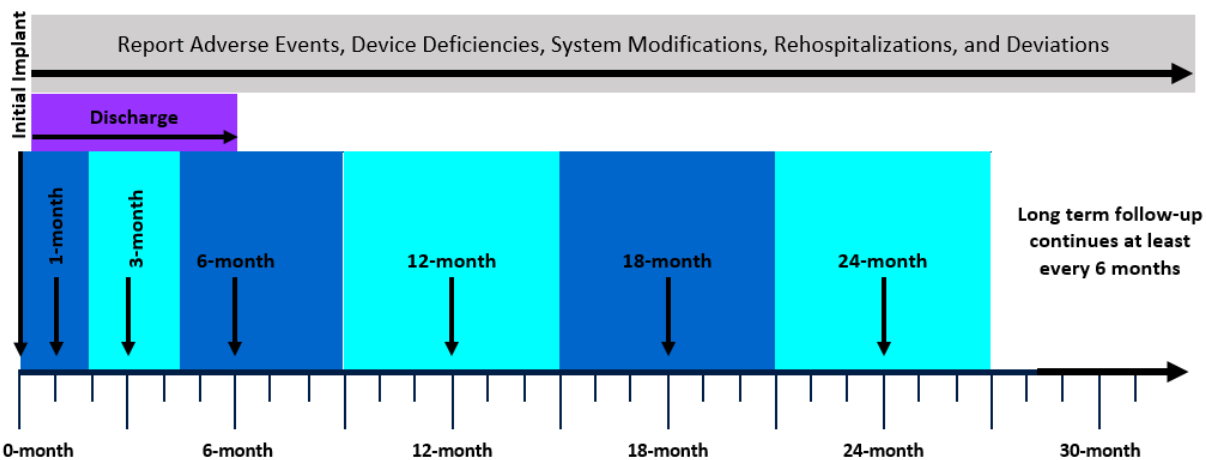 Initial Implant
Report Adverse Events, Device Deficiencies, System Modifications, Rehospitalizations, and Deviations
Discharge
1-month
3-month
6-month
12-month
18-month
24-month
Long term follow-up
continues at least
every 6 months
0-month
6-month
12-month
18-month
24-month
30-month